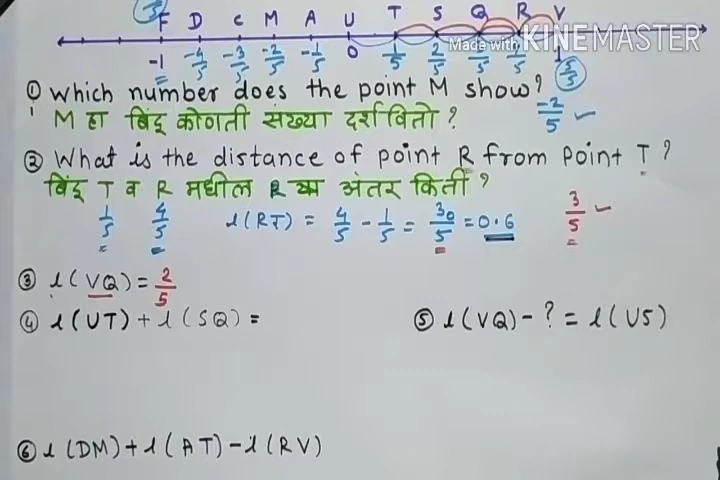 F D C M A U T S Q R V
-1 -4/5 -3/5 -2/5 -1/5 0 1/5 2/5 /5 /5 1
Made with KINEMASTER
5/5
① Which number does the point M show?
M हा बिंदू कोणती संख्या दर्शवितो?
-2/5
② What is the distance of point R from Point T?
बिंदू T व R मधील अंतर किती?
1/5 4/5 l(RT) = 4/5 - 1/5 = 3/5 = 0.6
3/5
③ l(VQ) = 2/5
④ l(UT) + l(SQ) =
⑤ l(VQ) - ? = l(US)
⑥ l(DM) + l(AT) - l(RV)